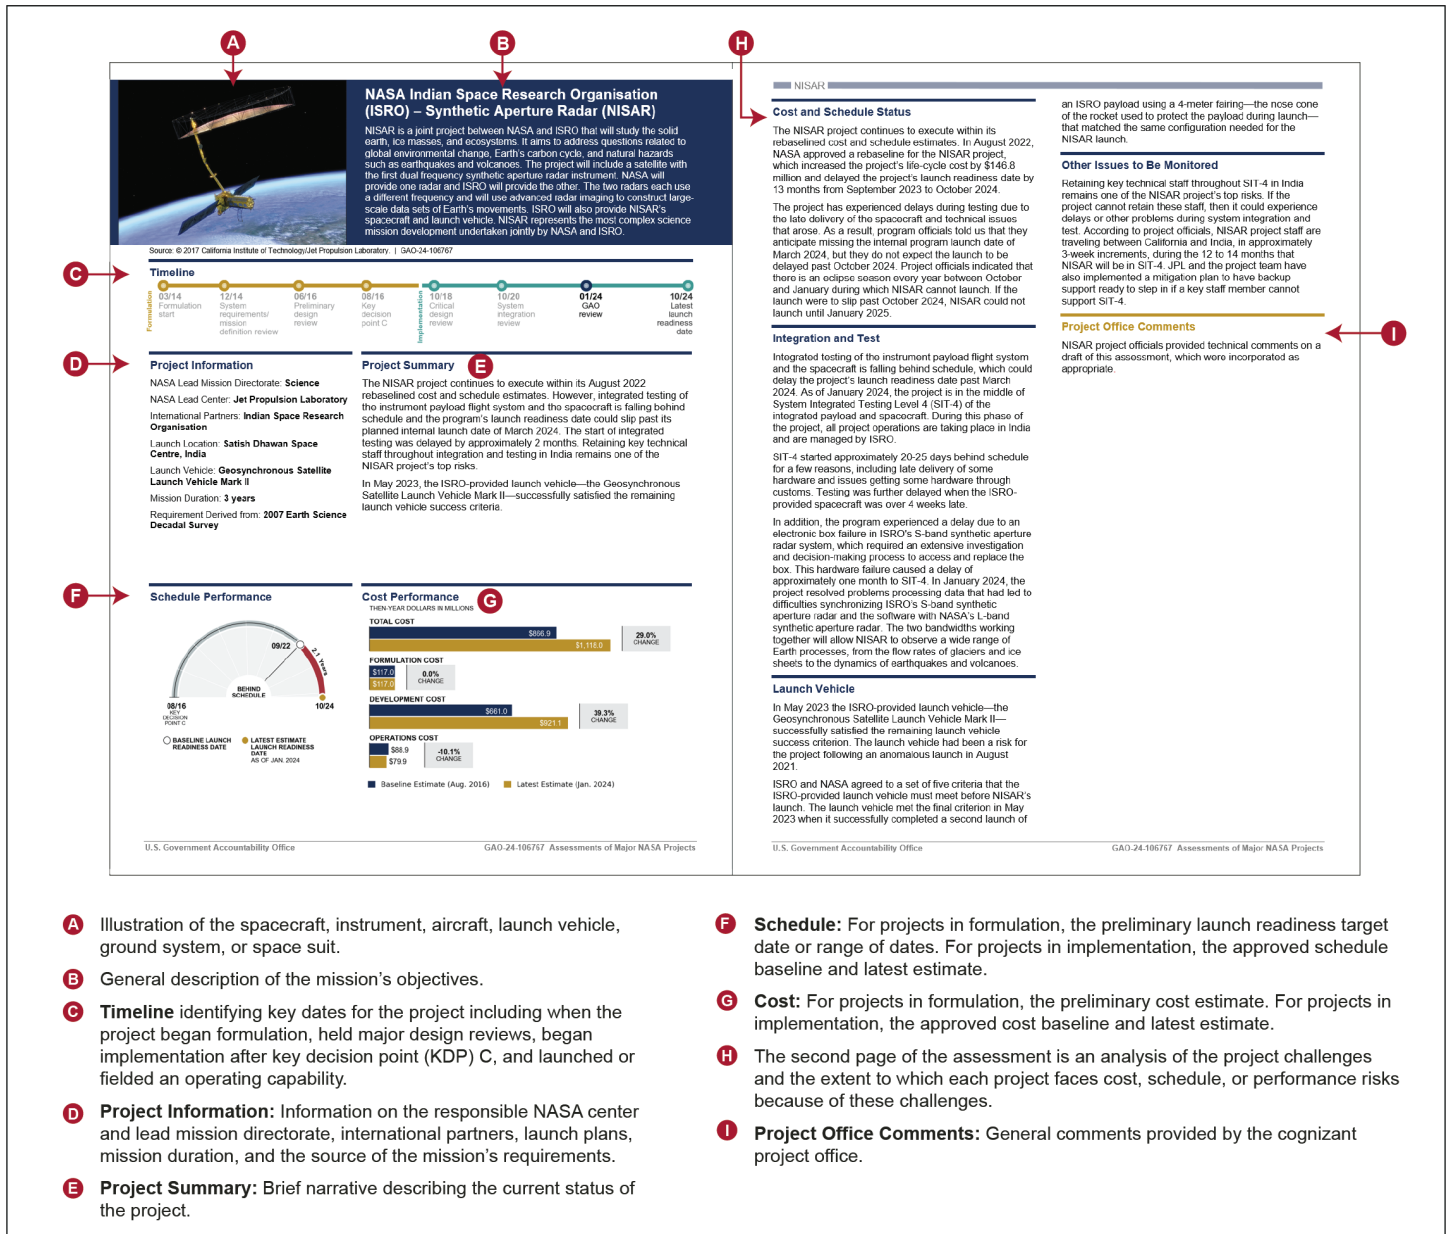 A
B
H
NASA Indian Space Research Organisation
(ISRO) – Synthetic Aperture Radar (NISAR)
NISAR is a joint project between NASA and ISRO that will study the solid
earth, ice masses, and ecosystems. It aims to address questions related to
global environmental change, Earth's carbon cycle, and natural hazards
such as earthquakes and volcanoes. The project will include a satellite with
the first dual frequency synthetic aperture radar instrument. NASA will
provide one radar and ISRO will provide the other. The two radars each use
a different frequency and will use advanced radar imaging to construct large-
scale data sets of Earth's movements. ISRO will also provide NISAR's
spacecraft and launch vehicle. NISAR represents the most complex science
mission development undertaken jointly by NASA and ISRO.
Source: © 2017 California Institute of Technology/Jet Propulsion Laboratory. | GAO-24-106767
C
Timeline
Formulation
03/14
Formulation
start
12/14
System
requirements/
mission
definition review
06/16
Preliminary
design
review
08/16
Key
decision
point C
Implementation
10/18
Critical
design
review
10/20
System
integration
review
01/24
GAO
review
10/24
Latest
launch
readiness
date
D
Project Information
NASA Lead Mission Directorate: Science
NASA Lead Center: Jet Propulsion Laboratory
International Partners: Indian Space Research
Organisation
Launch Location: Satish Dhawan Space
Centre, India
Launch Vehicle: Geosynchronous Satellite
Launch Vehicle Mark II
Mission Duration: 3 years
Requirement Derived from: 2007 Earth Science
Decadal Survey
Project Summary
E
The NISAR project continues to execute within its August 2022
rebaselined cost and schedule estimates. However, integrated testing of
the instrument payload flight system and the spacecraft is falling behind
schedule and the program's launch readiness date could slip past its
planned internal launch date of March 2024. The start of integrated
testing was delayed by approximately 2 months. Retaining key technical
staff throughout integration and testing in India remains one of the
NISAR project's top risks.
In May 2023, the ISRO-provided launch vehicle—the Geosynchronous
Satellite Launch Vehicle Mark II—successfully satisfied the remaining
launch vehicle success criteria.
F
Schedule Performance
09/22
2.1 Years
BEHIND
SCHEDULE
08/16
KEY
DECISION
POINT C
10/24
BASELINE LAUNCH
READINESS DATE
LATEST ESTIMATE
LAUNCH READINESS
DATE
AS OF JAN. 2024
Cost Performance
G
THEN-YEAR DOLLARS IN MILLIONS
TOTAL COST
$866.9
$1,118.0
29.0%
CHANGE
FORMULATION COST
$117.0
$117.0
0.0%
CHANGE
DEVELOPMENT COST
$661.0
$921.1
39.3%
CHANGE
OPERATIONS COST
$88.9
$79.9
-10.1%
CHANGE
Baseline Estimate (Aug. 2016)
Latest Estimate (Jan. 2024)
U.S. Government Accountability Office
GAO-24-106767 Assessments of Major NASA Projects
NISAR
Cost and Schedule Status
The NISAR project continues to execute within its
rebaselined cost and schedule estimates. In August 2022,
NASA approved a rebaseline for the NISAR project,
which increased the project's life-cycle cost by $146.8
million and delayed the project's launch readiness date by
13 months from September 2023 to October 2024.
The project has experienced delays during testing due to
the late delivery of the spacecraft and technical issues
that arose. As a result, program officials told us that they
anticipate missing the internal program launch date of
March 2024, but they do not expect the launch to be
delayed past October 2024. Project officials indicated that
there is an eclipse season every year between October
and January during which NISAR cannot launch. If the
launch were to slip past October 2024, NISAR could not
launch until January 2025.
Integration and Test
Integrated testing of the instrument payload flight system
and the spacecraft is falling behind schedule, which could
delay the project's launch readiness date past March
2024. As of January 2024, the project is in the middle of
System Integrated Testing Level 4 (SIT-4) of the
integrated payload and spacecraft. During this phase of
the project, all project operations are taking place in India
and are managed by ISRO.
SIT-4 started approximately 20-25 days behind schedule
for a few reasons, including late delivery of some
hardware and issues getting some hardware through
customs. Testing was further delayed when the ISRO-
provided spacecraft was over 4 weeks late.
In addition, the program experienced a delay due to an
electronic box failure in ISRO's S-band synthetic aperture
radar system, which required an extensive investigation
and decision-making process to access and replace the
box. This hardware failure caused a delay of
approximately one month to SIT-4. In January 2024, the
project resolved problems processing data that had led to
difficulties synchronizing ISRO's S-band synthetic
aperture radar and the software with NASA's L-band
synthetic aperture radar. The two bandwidths working
together will allow NISAR to observe a wide range of
Earth processes, from the flow rates of glaciers and ice
sheets to the dynamics of earthquakes and volcanoes.
Launch Vehicle
In May 2023 the ISRO-provided launch vehicle—the
Geosynchronous Satellite Launch Vehicle Mark II—
successfully satisfied the remaining launch vehicle
success criterion. The launch vehicle had been a risk for
the project following an anomalous launch in August
2021.
ISRO and NASA agreed to a set of five criteria that the
ISRO-provided launch vehicle must meet before NISAR's
launch. The launch vehicle met the final criterion in May
2023 when it successfully completed a second launch of
an ISRO payload using a 4-meter fairing—the nose cone
of the rocket used to protect the payload during launch—
that matched the same configuration needed for the
NISAR launch.
Other Issues to Be Monitored
Retaining key technical staff throughout SIT-4 in India
remains one of the NISAR project's top risks. If the
project cannot retain these staff, then it could experience
delays or other problems during system integration and
test. According to project officials, NISAR project staff are
traveling between California and India, in approximately
3-week increments, during the 12 to 14 months that
NISAR will be in SIT-4. JPL and the project team have
also implemented a mitigation plan to have backup
support ready to step in if a key staff member cannot
support SIT-4.
Project Office Comments
I
NISAR project officials provided technical comments on a
draft of this assessment, which were incorporated as
appropriate.
U.S. Government Accountability Office
GAO-24-106767 Assessments of Major NASA Projects
A Illustration of the spacecraft, instrument, aircraft, launch vehicle,
ground system, or space suit.
B General description of the mission's objectives.
C Timeline identifying key dates for the project including when the
project began formulation, held major design reviews, began
implementation after key decision point (KDP) C, and launched or
fielded an operating capability.
D Project Information: Information on the responsible NASA center
and lead mission directorate, international partners, launch plans,
mission duration, and the source of the mission's requirements.
E Project Summary: Brief narrative describing the current status of
the project.
F Schedule: For projects in formulation, the preliminary launch readiness target
date or range of dates. For projects in implementation, the approved schedule
baseline and latest estimate.
G Cost: For projects in formulation, the preliminary cost estimate. For projects in
implementation, the approved cost baseline and latest estimate.
H The second page of the assessment is an analysis of the project challenges
and the extent to which each project faces cost, schedule, or performance risks
because of these challenges.
I Project Office Comments: General comments provided by the cognizant
project office.